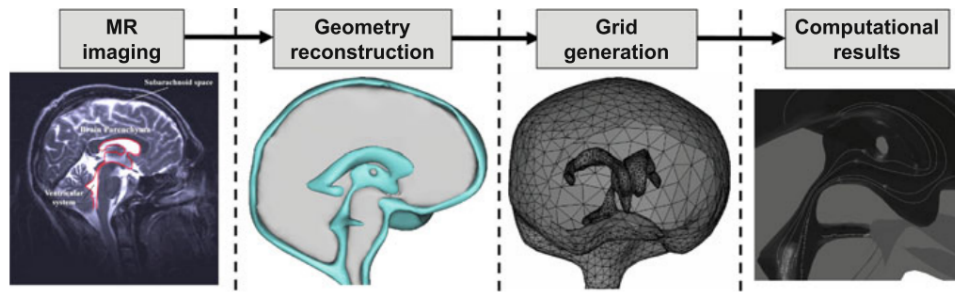 MR
imaging
Geometry
reconstruction
Grid
generation
Computational
results
Subarachnoid space
Brain Parenchyma
Ventricular
system